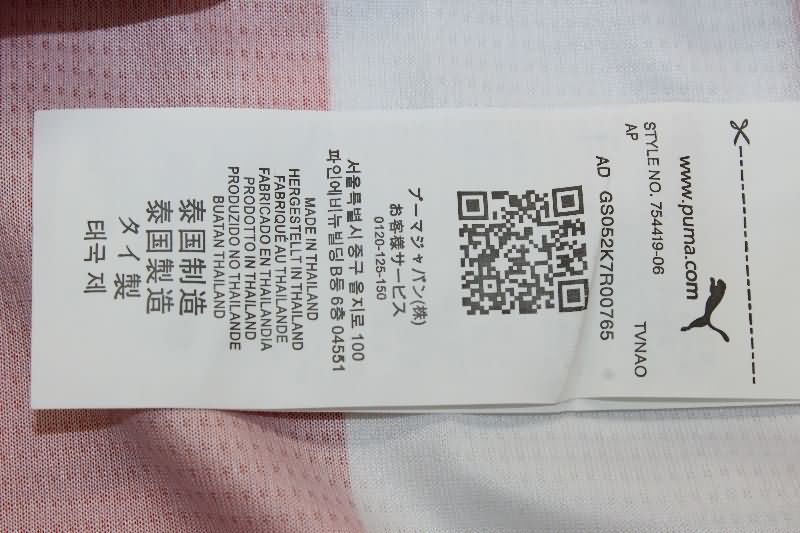 www.puma.com
STYLE NO.: 754419-06
TVNAO
AP
AD GS052K7R00765
プーマジャパン(株)
お客様サービス
0120-125-150
서울특별시중구 을지로 100
파인에비뉴빌딩B동 6층 04551
MADE IN THAILAND
HERGESTELLT IN THAILAND
FABRIQUÉ AU THAILANDE
FABRICADO EN THAILANDIA
PRODOTTO IN THAILAND
PRODUZIDO NO THAILANDE
BUATAN THAILAND
泰国制造
泰国製造
タイ製
태국 제